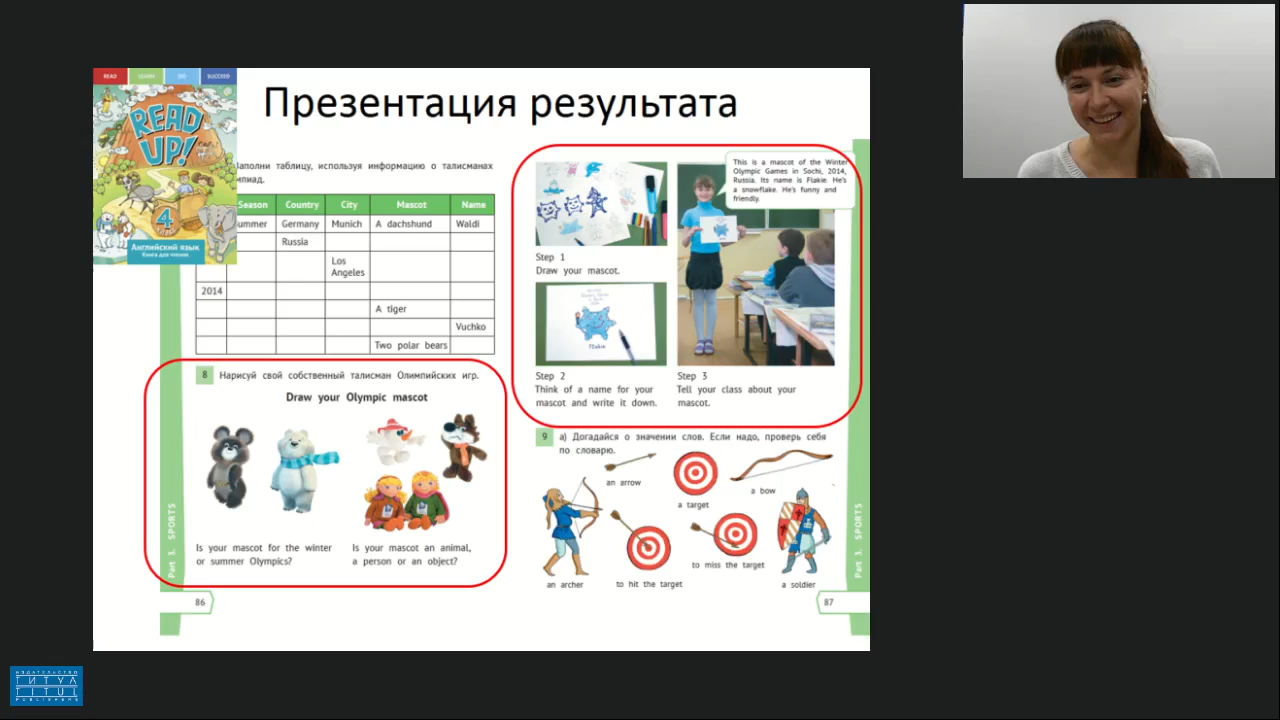 Презентация результата
READ
LEARN
SUCCEED
READ
UP!
4
Английский язык
Книга для чтения
Заполни таблицу, используя информацию о талисманах
Season Country City Mascot Name
Germany Munich A dachshund Waldi
Russia
Los
Angeles
2014
A tiger
Vuchko
Two polar bears
8 Нарисуй свой собственный талисман Олимпийских игр.
Draw your Olympic mascot
Is your mascot for the winter
or summer Olympics?
Is your mascot an animal,
a person or an object?
Part 3. SPORTS
86
This is a mascot of the Winter
Olympic Games in Sochi, 2014,
Russia. Its name is Flakie. He's
a snowflake. He's funny and
friendly.
Step 1
Draw your mascot.
Flakie
Step 2
Think of a name for your
mascot and write it down.
Step 3
Tell your class about your
mascot.
9 а) Догадайся о значении слов. Если надо, проверь себя
по словарю.
an arrow
a target
a bow
an archer
to hit the target
to miss the target
a soldier
Part 3. SPORTS
87
ИЗДАТЕЛЬСТВО
ТИТУЛ
TITUL
PUBLISHERS